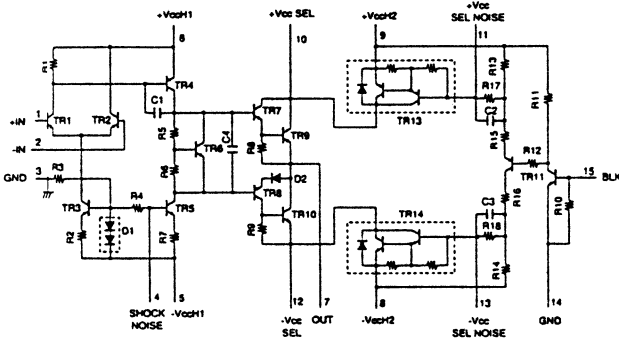 +VccH1
+Vcc SEL
+VccH2
+Vcc
SEL NOISE
6
10
9
11
R1
TR4
C1
R13
R17
C2
R11
+IN
1
TR1
TR2
TR7
TR13
-IN
2
R5
TR6
C4
R8
TR9
R15
R12
GND
3
R3
R6
D2
TR11
15
BLK
R4
TR8
R16
R10
TR3
TR5
TR10
TR14
C3
R2
D1
R7
R9
R18
R14
4
5
12
7
8
13
14
SHOCK
NOISE
-VccH1
-Vcc
SEL
OUT
-VccH2
-Vcc
SEL NOISE
GND